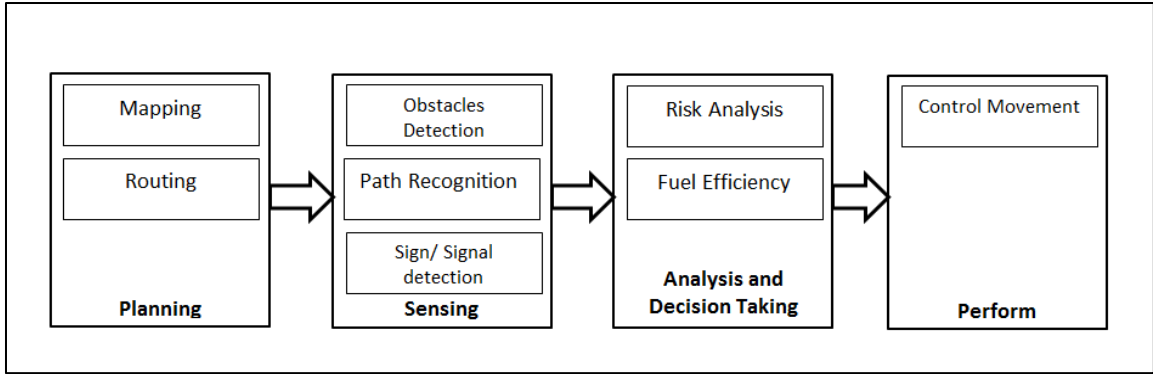 Mapping
Routing
Planning
Obstacles
Detection
Path Recognition
Sign/ Signal
detection
Sensing
Risk Analysis
Fuel Efficiency
Analysis and
Decision Taking
Control Movement
Perform